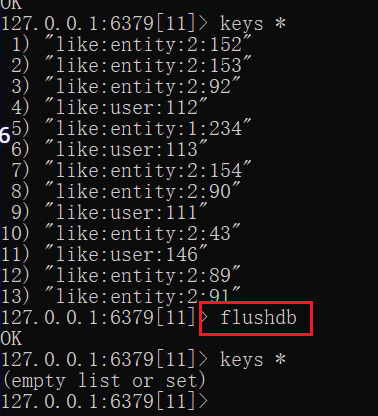 OK
127.0.0.1:6379[11]> keys *
1) "like:entity:2:152"
2) "like:entity:2:153"
3) "like:entity:2:92"
4) "like:user:112"
5) "like:entity:1:234"
6
6) "like:user:113"
7) "like:entity:2:154"
8) "like:entity:2:90"
9) "like:user:111"
10) "like:entity:2:43"
11) "like:user:146"
12) "like:entity:2:89"
13) "like:entity:2:91"
127.0.0.1:6379[11]> flushdb
OK
127.0.0.1:6379[11]> keys *
(empty list or set)
127.0.0.1:6379[11]>